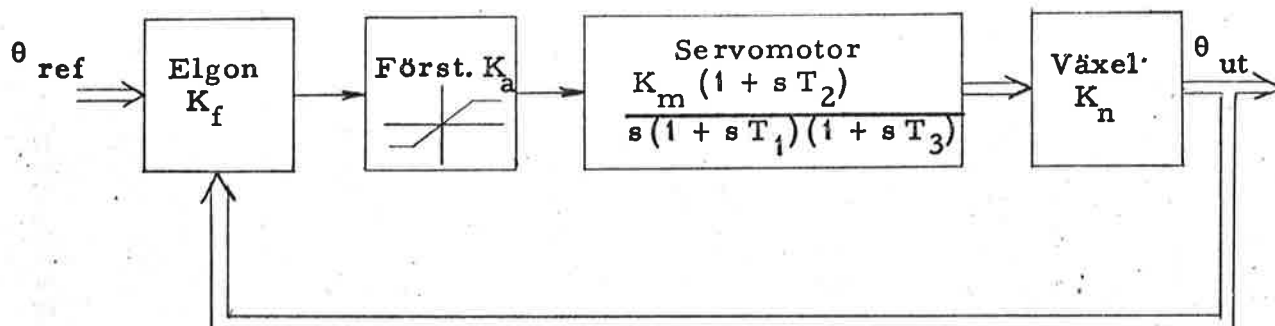 θ ref
Elgon
K_f
Först. K_a
Servomotor
K_m (1 + s T_2)
s(1 + s T_1)(1 + s T_3)
Växel
K_n
θ ut